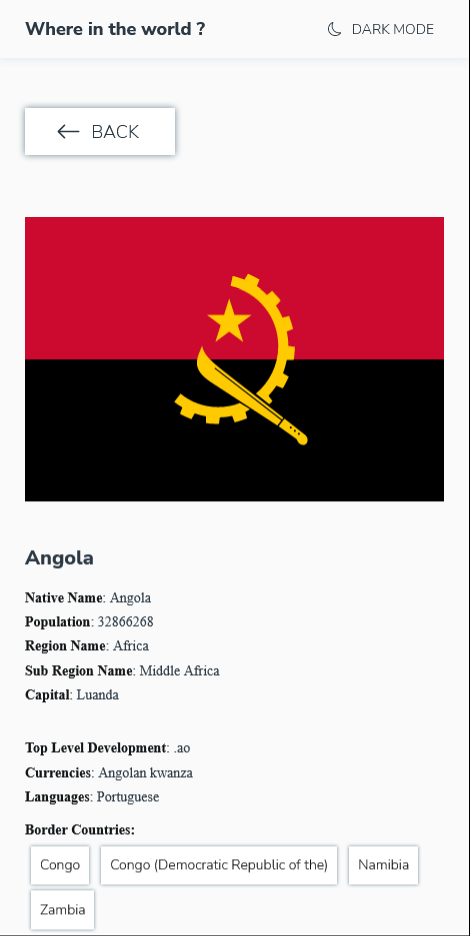 Where in the world ?
DARK MODE
BACK
Angola
Native Name: Angola
Population: 32866268
Region Name: Africa
Sub Region Name: Middle Africa
Capital: Luanda
Top Level Development: .ao
Currencies: Angolan kwanza
Languages: Portuguese
Border Countries:
Congo Congo (Democratic Republic of the) Namibia
Zambia